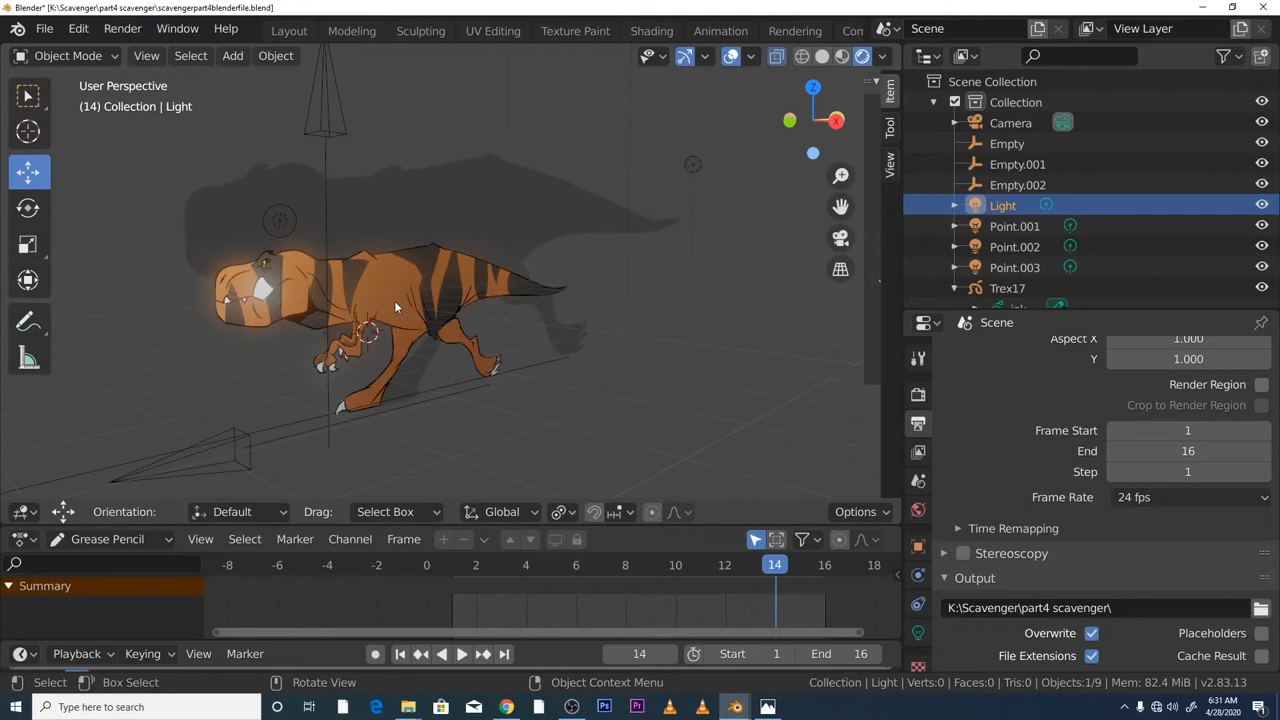 Blender* [K:\Scavenger\part4 scavenger\scavengerpart4blenderfile.blend]
File Edit Render Window Help Layout Modeling Sculpting UV Editing Texture Paint Shading Animation Rendering Com Scene View Layer
Object Mode View Select Add Object
User Perspective
(14) Collection | Light
Z
X
Item
Tool
View
Scene Collection
Collection
Camera
Empty
Empty.001
Empty.002
Light
Point.001
Point.002
Point.003
Trex17
Scene
Aspect X 1.000
Y 1.000
Render Region
Crop to Render Region
Frame Start 1
End 16
Step 1
Frame Rate 24 fps
Time Remapping
Stereoscopy
Output
K:\Scavenger\part4 scavenger\
Overwrite Placeholders
File Extensions Cache Result
Orientation: Default Drag: Select Box Global Options
Grease Pencil View Select Marker Channel Frame
-8 -6 -4 -2 0 2 4 6 8 10 12 14 16 18
Summary
Playback Keying View Marker 14 Start 1 End 16
Select Box Select Rotate View Object Context Menu Collection | Light | Verts:0 | Faces:0 | Tris:0 | Objects:1/9 | Mem: 82.4 MiB | v2.83.13
Type here to search
6:31 AM
4/28/2020